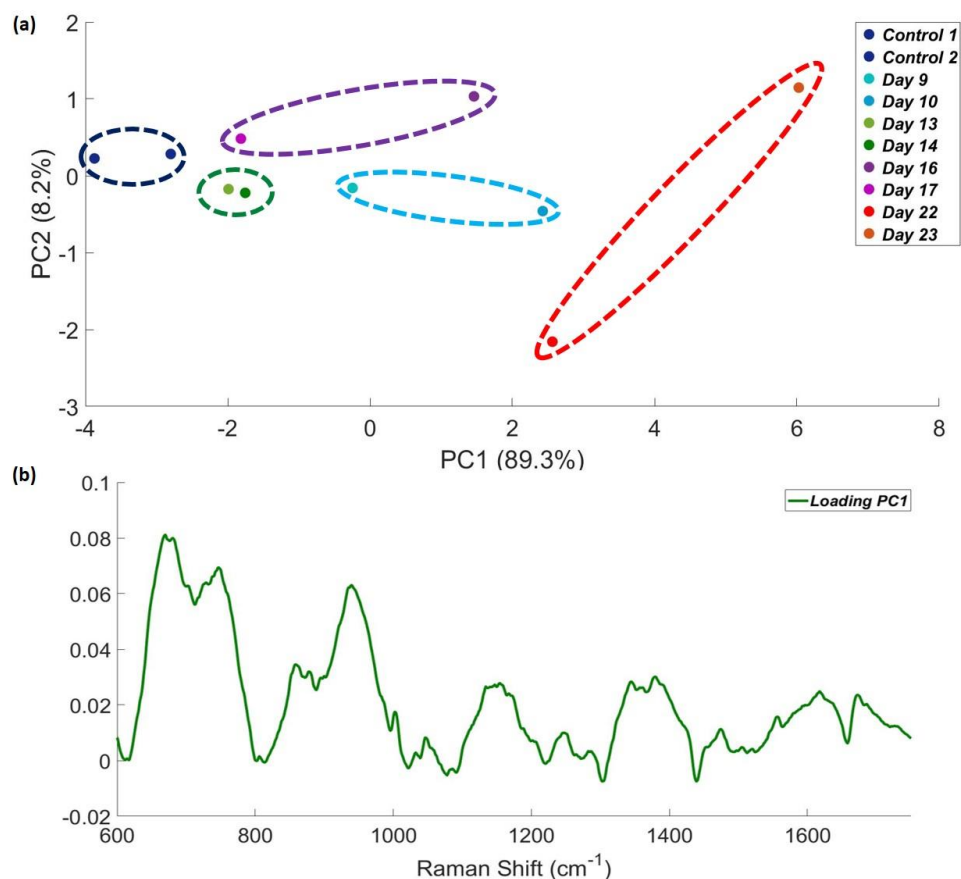 (a)
2
1
0
-1
-2
-3
PC2 (8.2%)
-4
-2
0
2
4
6
8
PC1 (89.3%)
Control 1
Control 2
Day 9
Day 10
Day 13
Day 14
Day 16
Day 17
Day 22
Day 23
(b)
0.1
0.08
0.06
0.04
0.02
0
-0.02
600
800
1000
1200
1400
1600
Raman Shift (cm⁻¹)
Loading PC1